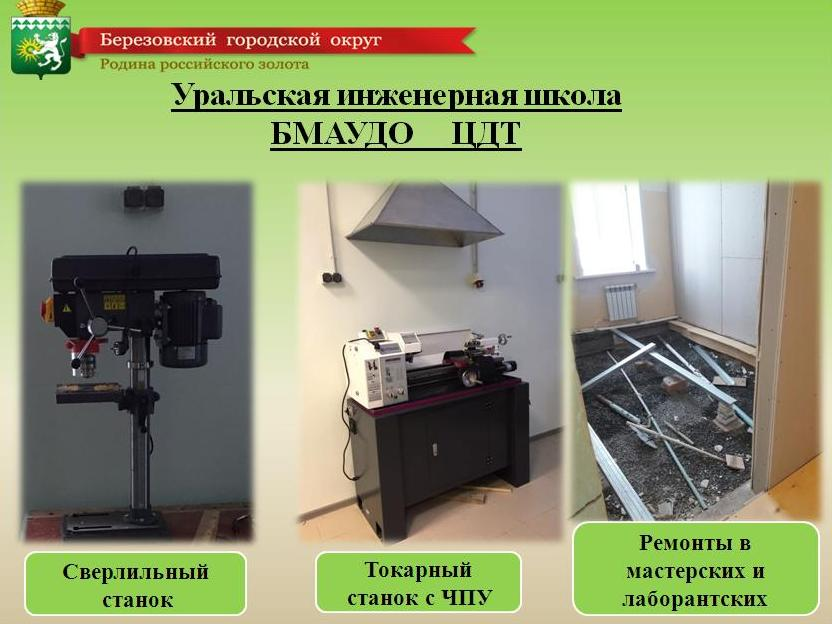 Березовский городской округ
Родина российского золота
Уральская инженерная школа
БМАУДО ЦДТ
Сверлильный
станок
Токарный
станок с ЧПУ
Ремонты в
мастерских и
лаборантских